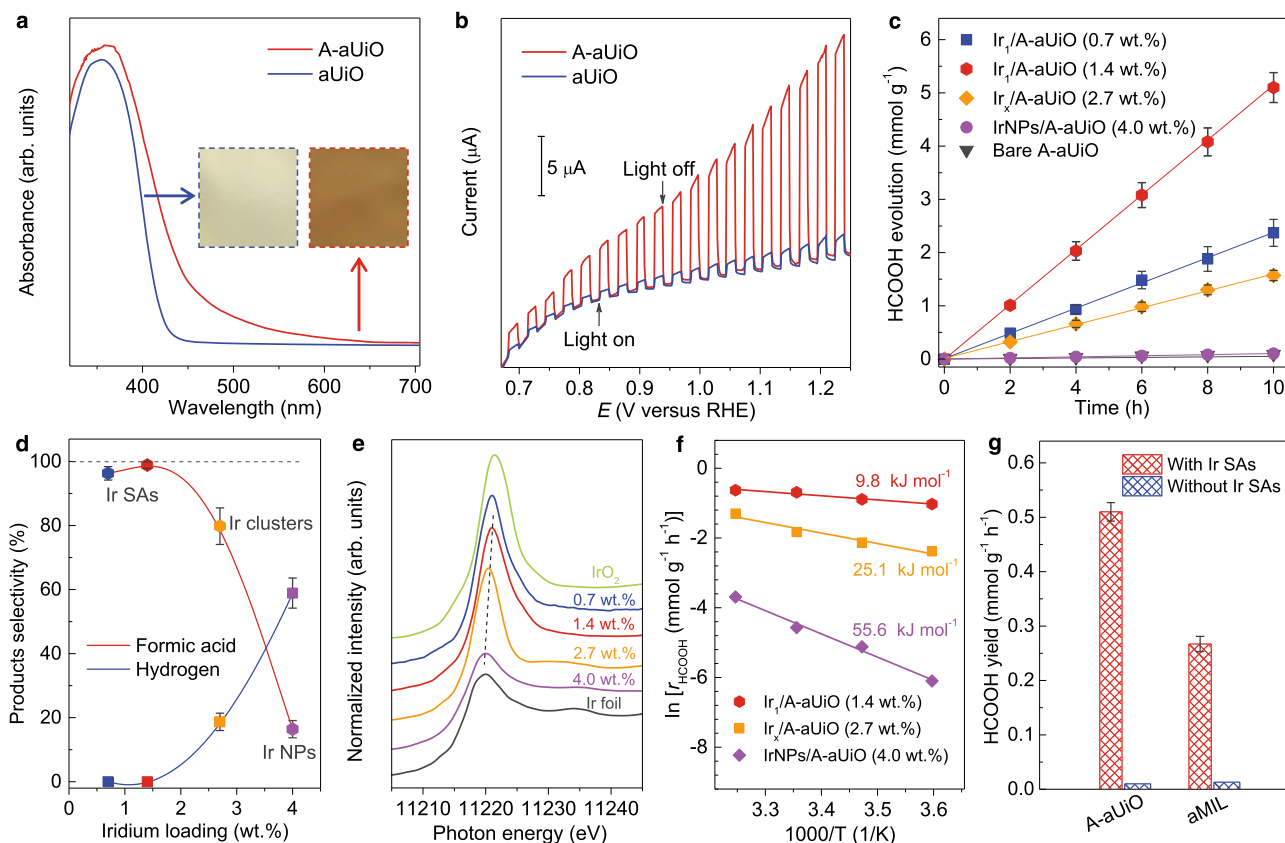 a
Absorbance (arb. units)
A-aUiO
aUiO
400
500
600
700
Wavelength (nm)
b
Current (μA)
A-aUiO
aUiO
5 μA
Light off
Light on
0.7
0.8
0.9
1.0
1.1
1.2
E (V versus RHE)
c
HCOOH evolution (mmol g⁻¹)
6
5
4
3
2
1
0
Ir₁/A-aUiO (0.7 wt.%)
Ir₁/A-aUiO (1.4 wt.%)
Irₓ/A-aUiO (2.7 wt.%)
IrNPs/A-aUiO (4.0 wt.%)
Bare A-aUiO
0
2
4
6
8
10
Time (h)
d
Products selectivity (%)
100
80
60
40
20
0
Ir SAs
Ir clusters
Formic acid
Hydrogen
Ir NPs
0
1
2
3
4
Iridium loading (wt.%)
e
Normalized intensity (arb. units)
IrO₂
0.7 wt.%
1.4 wt.%
2.7 wt.%
4.0 wt.%
Ir foil
11210
11220
11230
11240
Photon energy (eV)
f
ln [rHCOOH (mmol g⁻¹ h⁻¹)]
0
-2
-4
-6
-8
9.8 kJ mol⁻¹
25.1 kJ mol⁻¹
55.6 kJ mol⁻¹
Ir₁/A-aUiO (1.4 wt.%)
Irₓ/A-aUiO (2.7 wt.%)
IrNPs/A-aUiO (4.0 wt.%)
3.3
3.4
3.5
3.6
1000/T (1/K)
g
HCOOH yield (mmol g⁻¹ h⁻¹)
0.6
0.5
0.4
0.3
0.2
0.1
0.0
With Ir SAs
Without Ir SAs
A-aUiO
aMIL